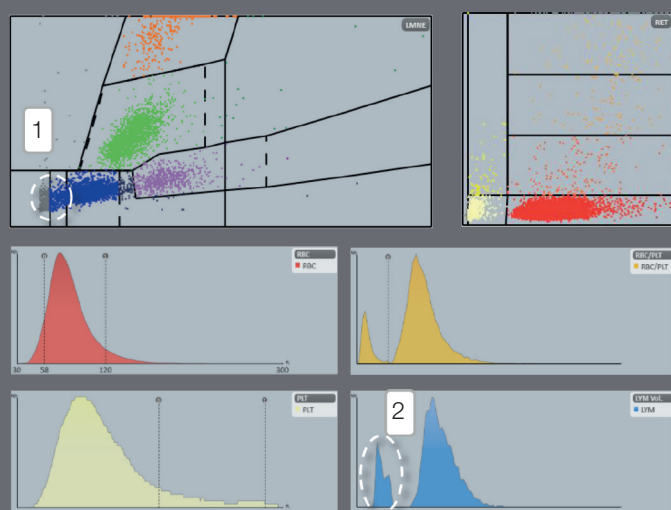 LMNE
RET
1
RBC
RBC
30 58 120 300
RBC/PLT
RBC/PLT
PLT
PLT
2
LYM Vol.
LYM